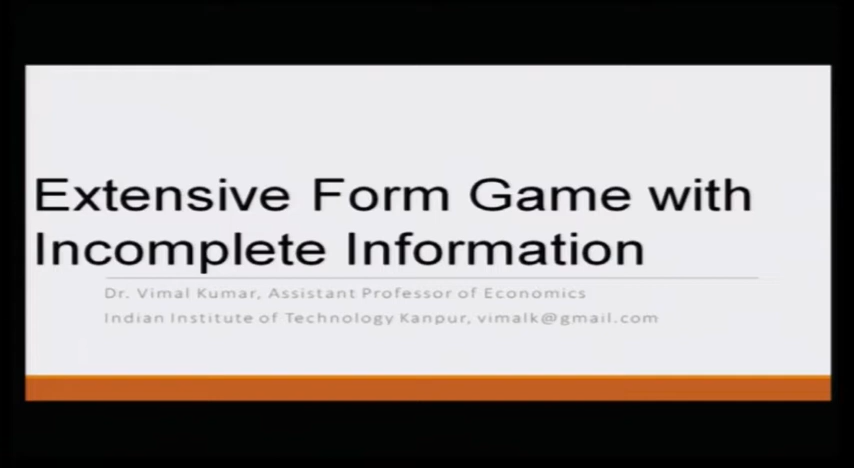 Extensive Form Game with
Incomplete Information
Dr. Vimal Kumar, Assistant Professor of Economics
Indian Institute of Technology Kanpur, vimalk@gmail.com